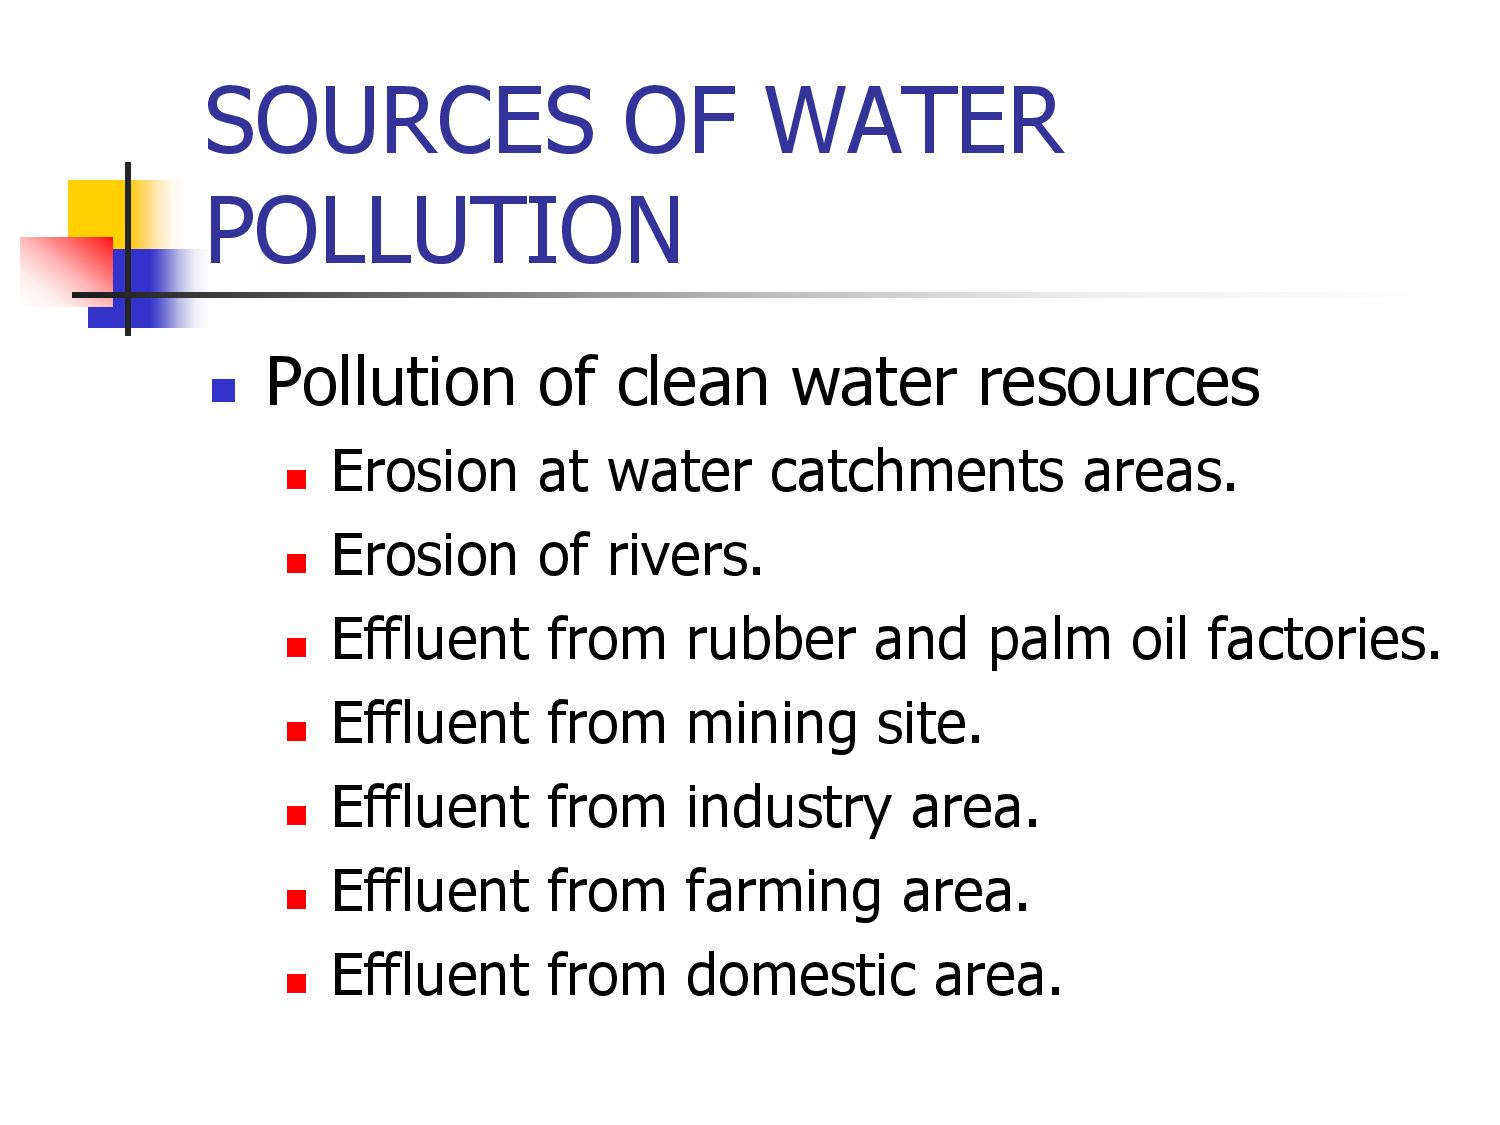 SOURCES OF WATER
POLLUTION
Pollution of clean water resources
Erosion at water catchments areas.
Erosion of rivers.
Effluent from rubber and palm oil factories.
Effluent from mining site.
Effluent from industry area.
Effluent from farming area.
Effluent from domestic area.